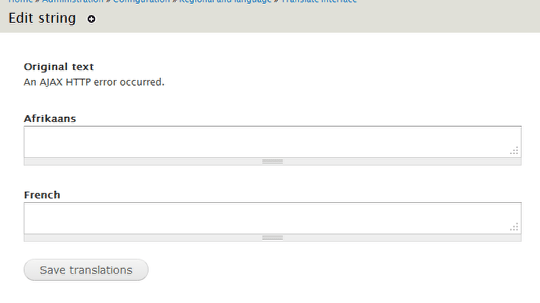 Home » Administration » Configuration » Regional and language » Translate interface
Edit string
Original text
An AJAX HTTP error occurred.
Afrikaans
French
Save translations